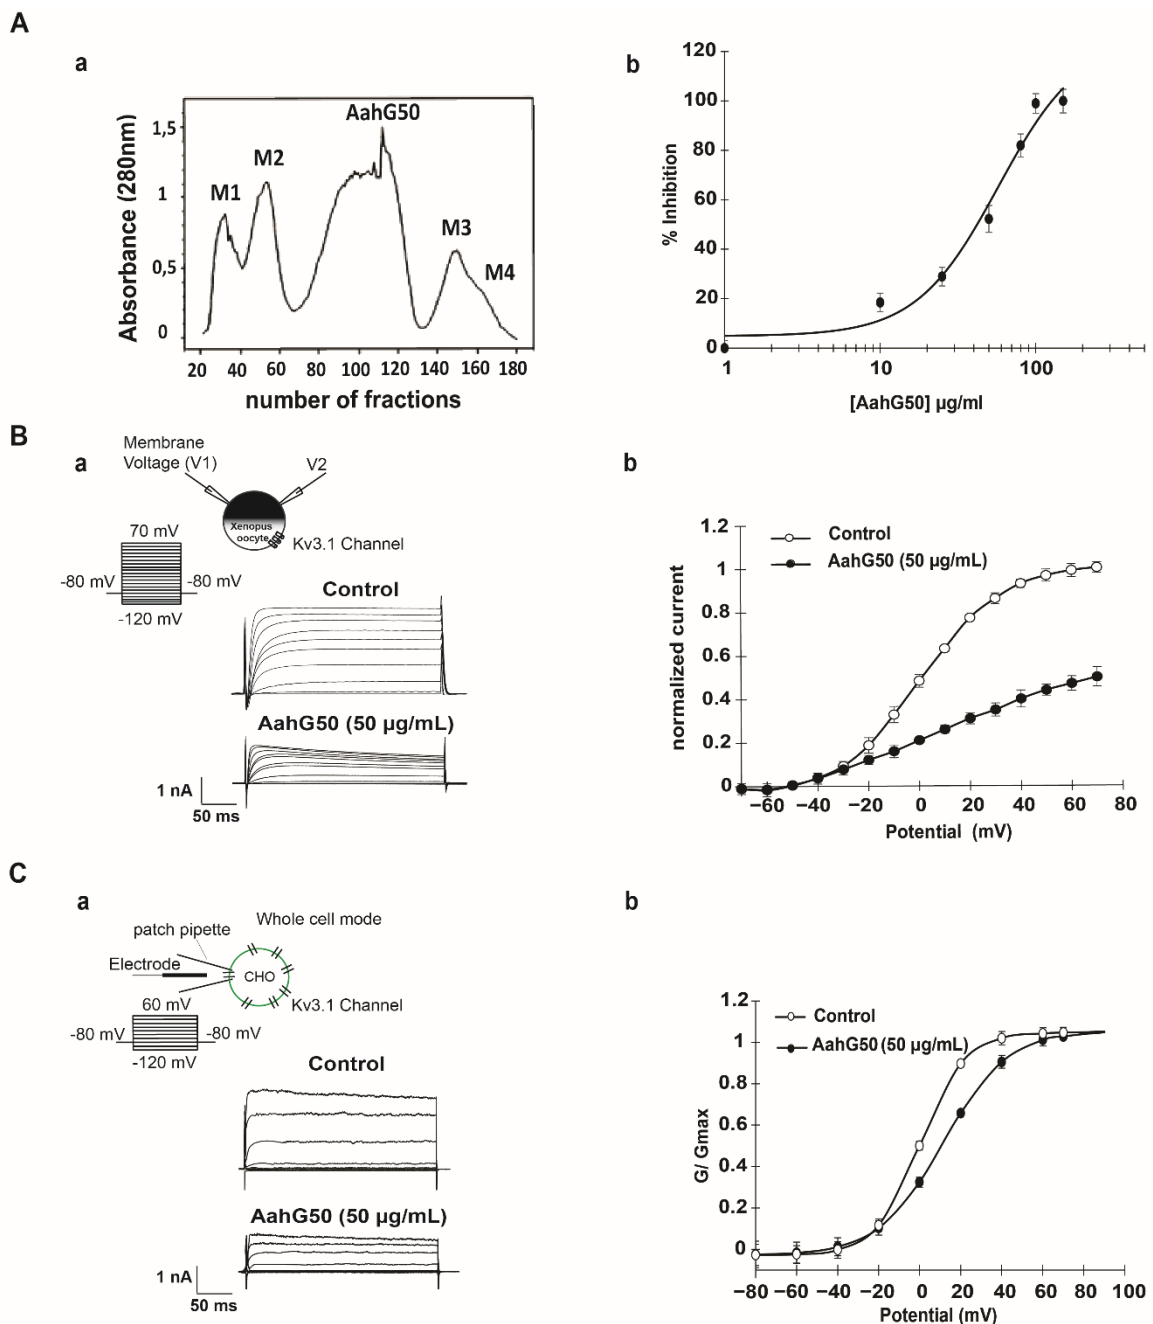 A
a
Absorbance (280nm)
1,5
1
0,5
0
M1
M2
AahG50
M3
M4
20 40 60 80 100 120 140 160 180
number of fractions
b
% Inhibition
120
100
80
60
40
20
0
1 10 100
[AahG50] µg/ml
B
a
Membrane
Voltage (V1)
V2
Xenopus
oocyte
Kv3.1 Channel
70 mV
-80 mV -80 mV
-120 mV
Control
AahG50 (50 µg/mL)
1 nA
50 ms
b
normalized current
1.2
1
0.8
0.6
0.4
0.2
0
Control
AahG50 (50 µg/mL)
−60 −40 −20 0 20 40 60 80
Potential (mV)
C
a
Whole cell mode
patch pipette
Electrode
CHO
Kv3.1 Channel
60 mV
-80 mV -80 mV
-120 mV
Control
AahG50 (50 µg/mL)
1 nA
50 ms
b
G/ Gmax
1.2
1
0.8
0.6
0.4
0.2
0
Control
AahG50 (50 µg/mL)
−80 −60 −40 −20 0 20 40 60 80 100
Potential (mV)